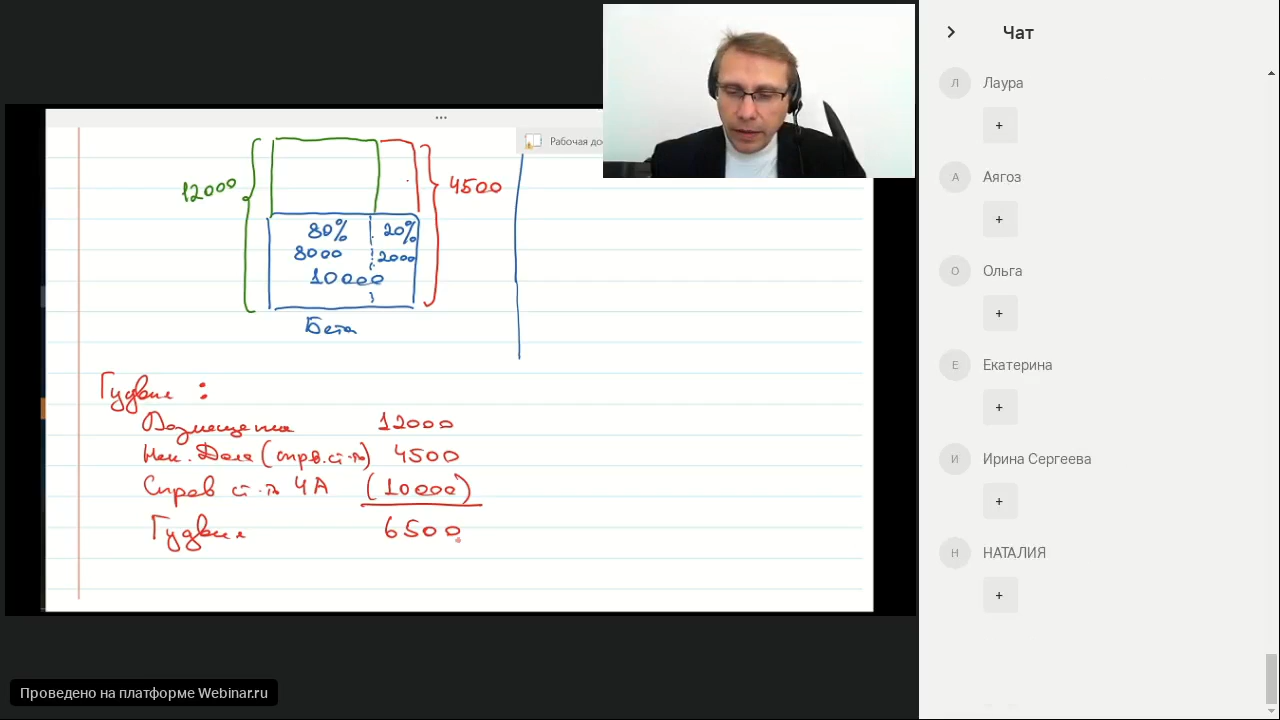 Чат
Лаура
+
Аягоз
+
Ольга
+
Екатерина
+
Ирина Сергеева
+
НАТАЛИЯ
+
Л
А
О
Е
И
Н
Рабочая до
12000
4500
80% 20%
8000 2000
10000
Бета
Гудвил :
Возмещение 12000
Нек. Доля (спрв. ст-ть) 4500
Справ ст-ть ЧА (10000)
Гудвил 6500
Проведено на платформе Webinar.ru